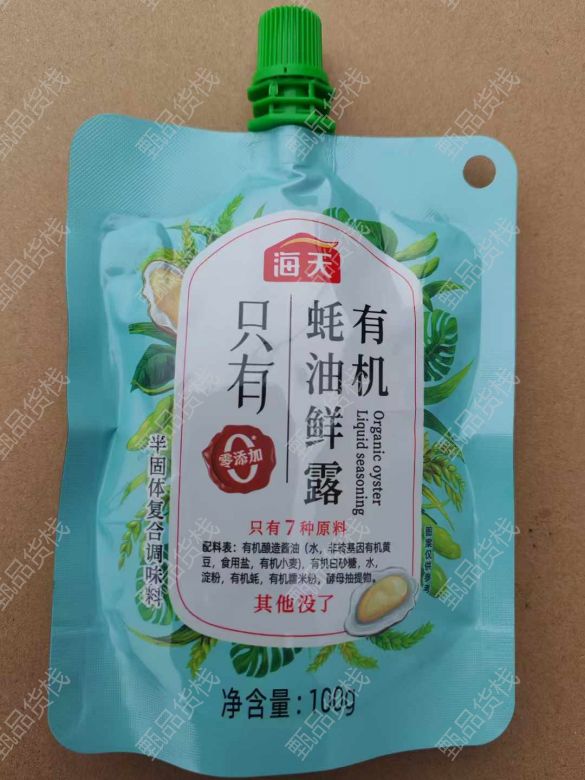 海天
有机
蚝油鲜露
Organic oyster
Liquid seasoning
只有
零添加
半固体复合调味料
图案仅供参考
只有7种原料
配料表：有机酿造酱油（水，非转基因有机黄
豆，食用盐，有机小麦），有机白砂糖，水，
淀粉，有机蚝，有机糯米粉，酵母抽提物。
其他没了
净含量：100g
甄品货栈